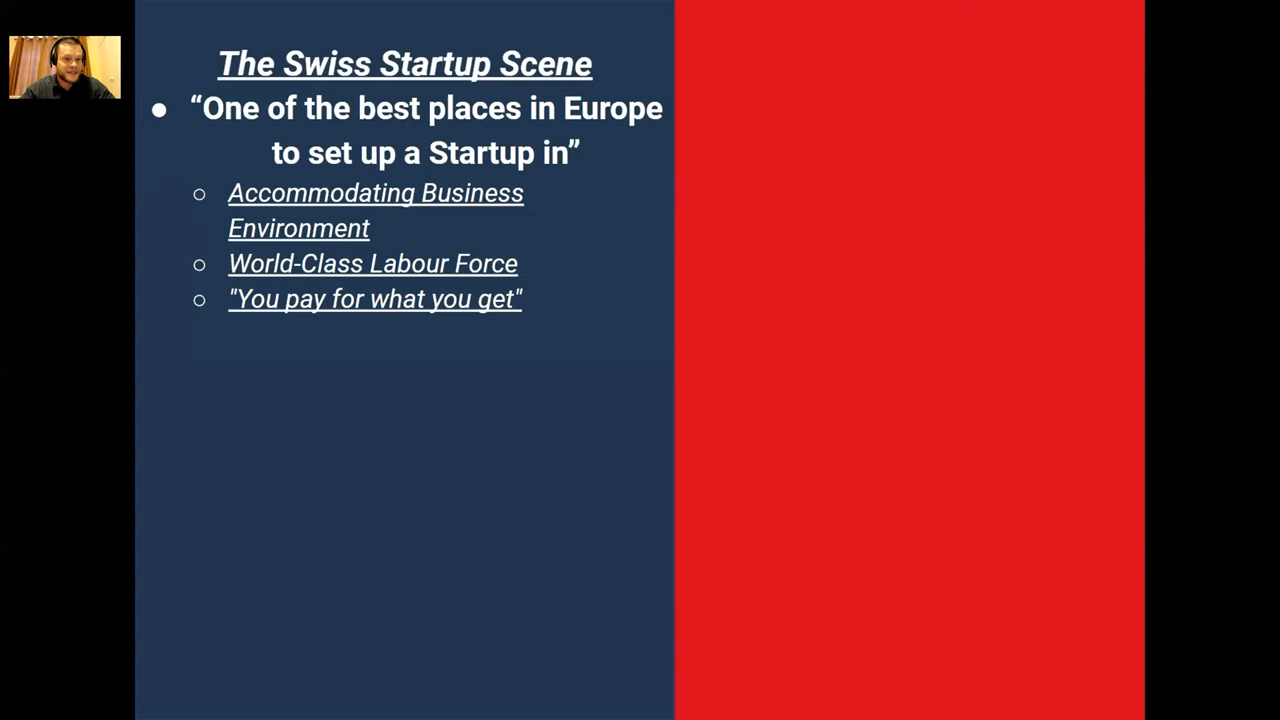 The Swiss Startup Scene
● “One of the best places in Europe
to set up a Startup in”
○ Accommodating Business
Environment
○ World-Class Labour Force
○ "You pay for what you get"